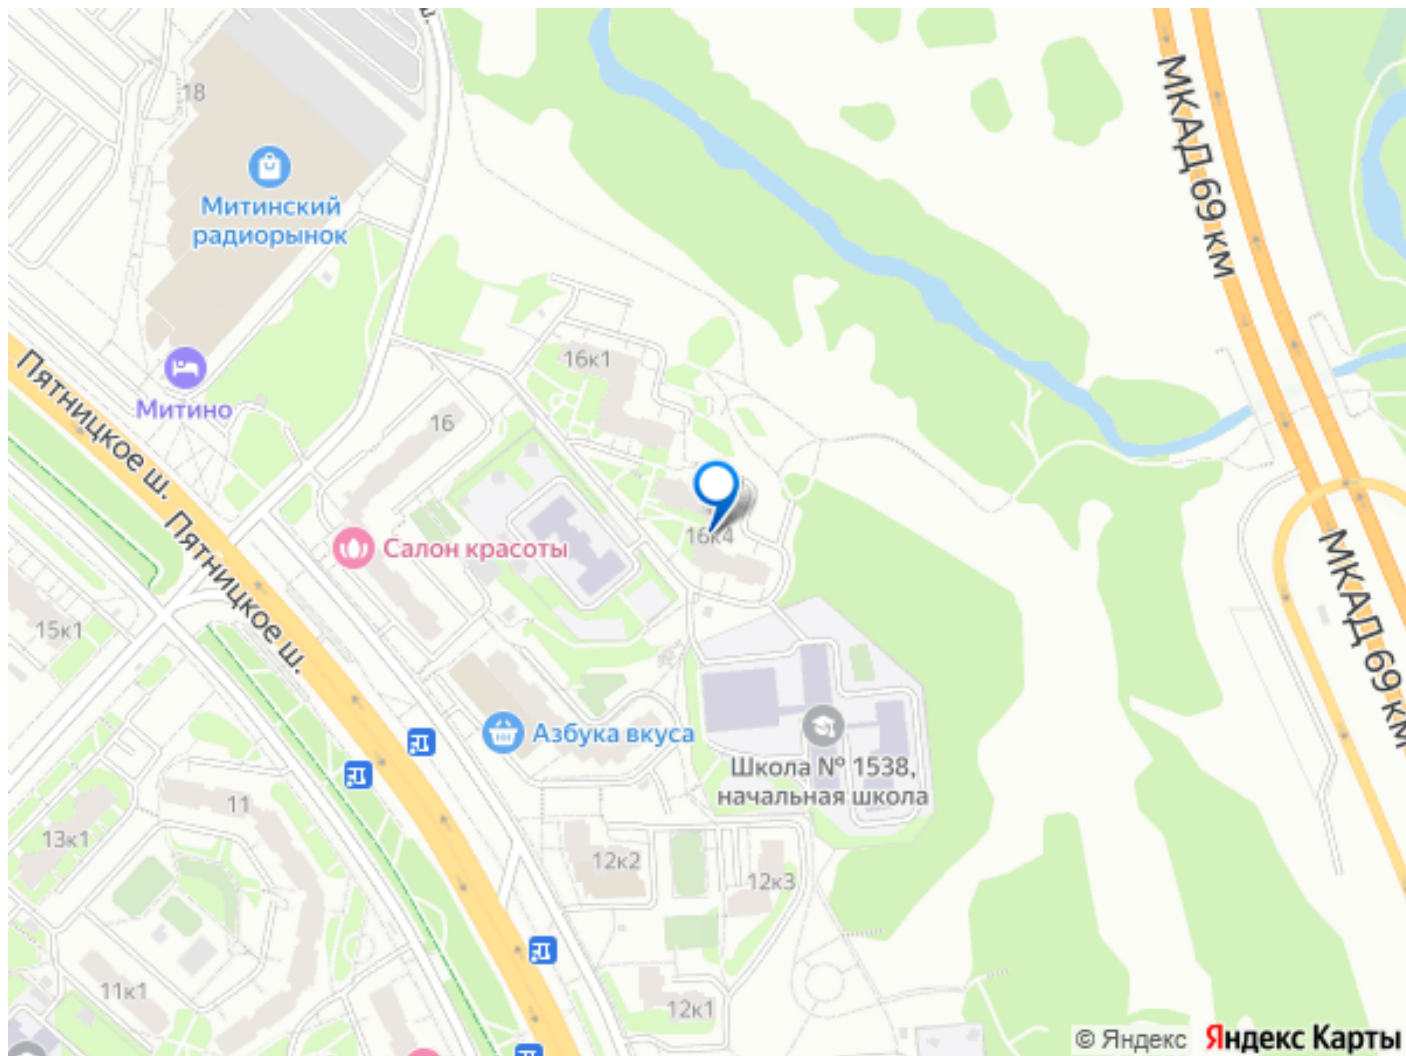 МКАД 69 км
18
Митинский
радиорынок
Пятницкое ш.
Митино
16к1
16
Пятницкое ш.
Салон красоты
16к4
МКАД 69 км
15к1
Азбука вкуса
Школа № 1538,
начальная школа
11
13к1
12к2
12к3
11к1
12к1
© Яндекс Яндекс Карты